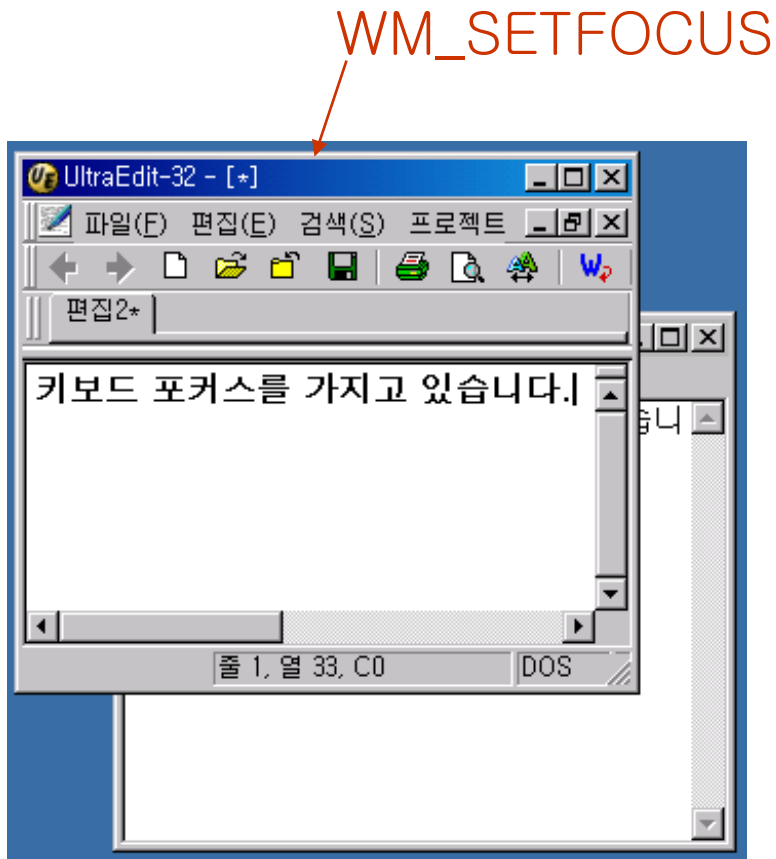 WM_SETFOCUS
UltraEdit-32 - [*]
파일(F) 편집(E) 검색(S) 프로젝트
편집2*
키보드 포커스를 가지고 있습니다.
습니
줄 1, 열 33, C0 DOS